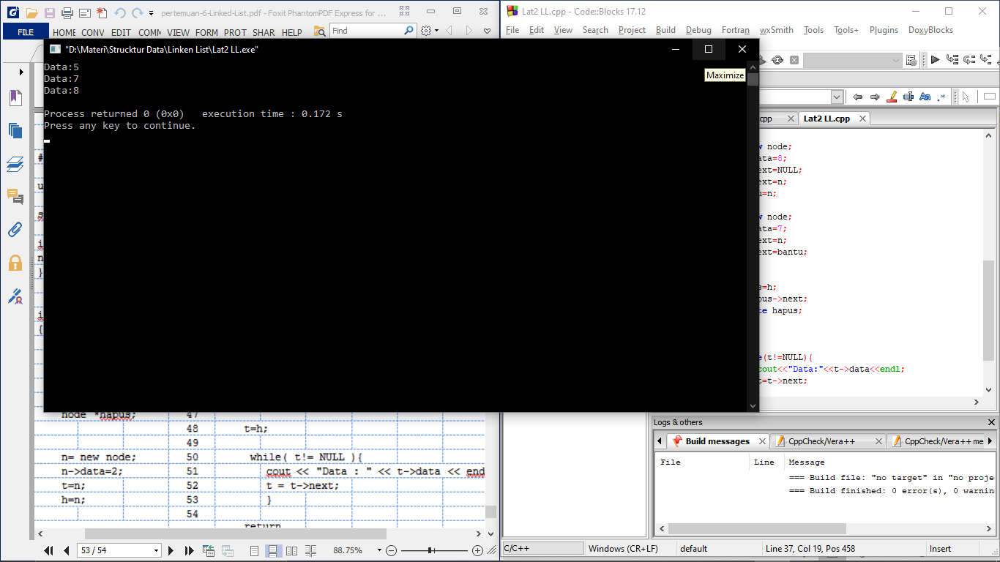 pertemuan-6-Linked-List.pdf - Foxit PhantomPDF Express for ...
FILE HOME CONV EDIT COMN VIEW FORM PROT SHAR HELP Find
"D:\Materi\Strucktur Data\Linken List\Lat2 LL.exe"
Data:5
Data:7
Data:8
Process returned 0 (0x0) execution time : 0.172 s
Press any key to continue.
Maximize
#
u
s
i
n
}
i
{
node *hapus; 47
48 t=h;
49
n= new node; 50 while( t!= NULL ){
n->data=2; 51 cout << "Data : " << t->data << end
t=n; 52 t = t->next;
h=n; 53 }
54
return
53 / 54 88.75%
Lat2 LL.cpp - Code::Blocks 17.12
File Edit View Search Project Build Debug Fortran wxSmith Tools Tools+ Plugins DoxyBlocks
Aa .*
cpp Lat2 LL.cpp
w node;
ata=8;
ext=NULL;
ext=n;
u=n;
w node;
ata=7;
ext=n;
ext=bantu;
s=h;
pus->next;
te hapus;
e(t!=NULL){
cout<<"Data:"<<t->data<<endl;
t=t->next;
Logs & others
Build messages CppCheck/Vera++ CppCheck/Vera++ me
File Line Message
=== Build file: "no target" in "no proje
=== Build finished: 0 error(s), 0 warnin
C/C++ Windows (CR+LF) default Line 37, Col 19, Pos 458 Insert